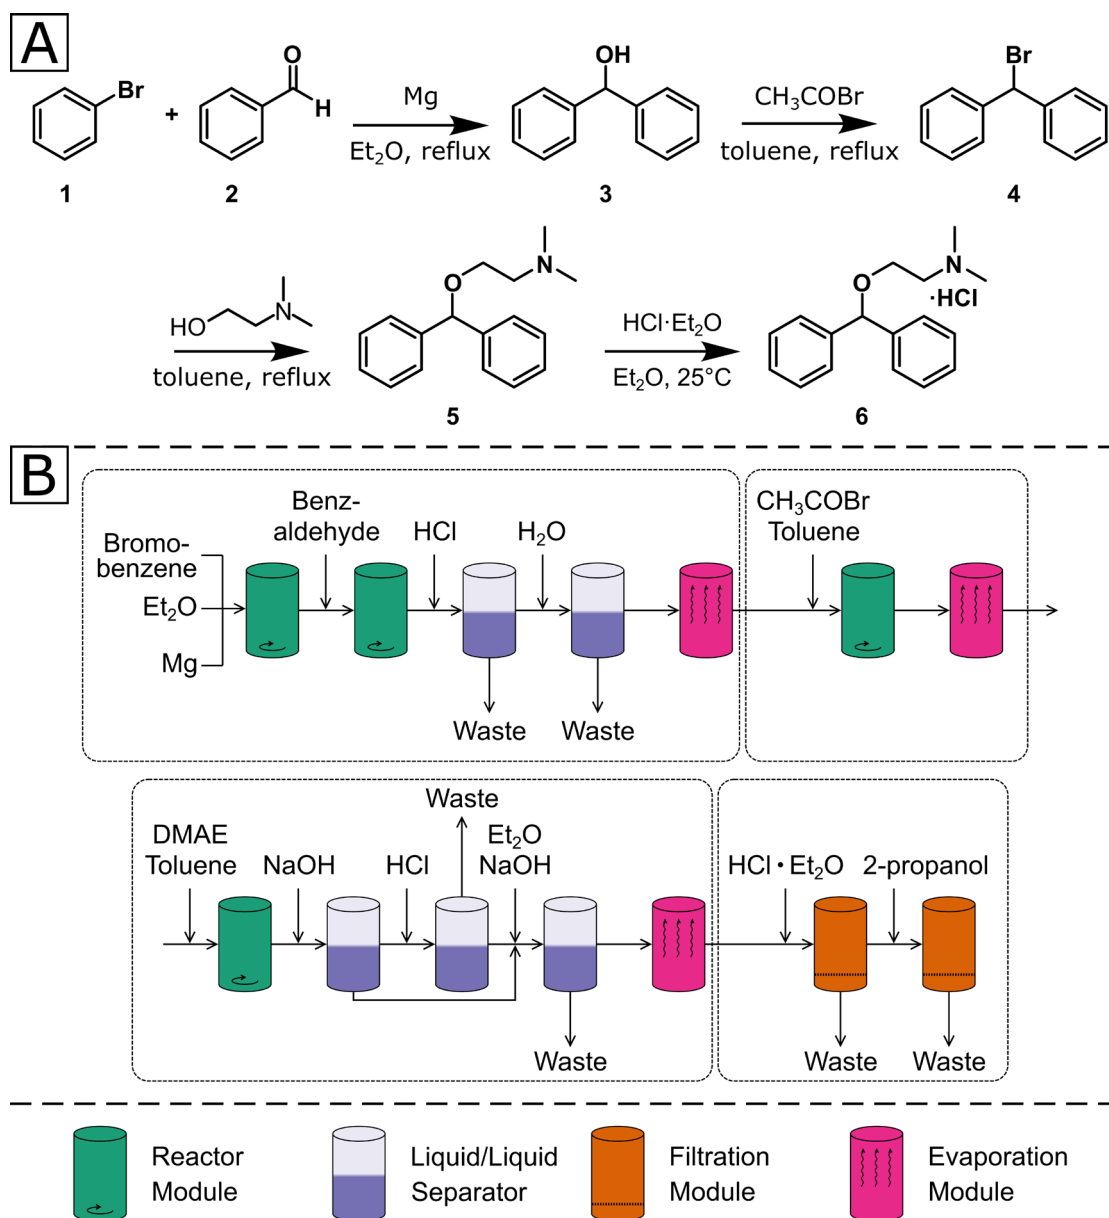 A
Br
+
O
H
Mg
Et₂O, reflux
OH
CH₃COBr
toluene, reflux
Br
1
2
3
4
HO
N
toluene, reflux
O
N
HCl·Et₂O
Et₂O, 25°C
O
N
·HCl
5
6
B
Bromo-
benzene
Et₂O
Mg
Benz-
aldehyde
HCl
H₂O
Waste
Waste
CH₃COBr
Toluene
DMAE
Toluene
NaOH
HCl
Waste
Et₂O
NaOH
Waste
HCl • Et₂O
2-propanol
Waste
Waste
Reactor
Module
Liquid/Liquid
Separator
Filtration
Module
Evaporation
Module